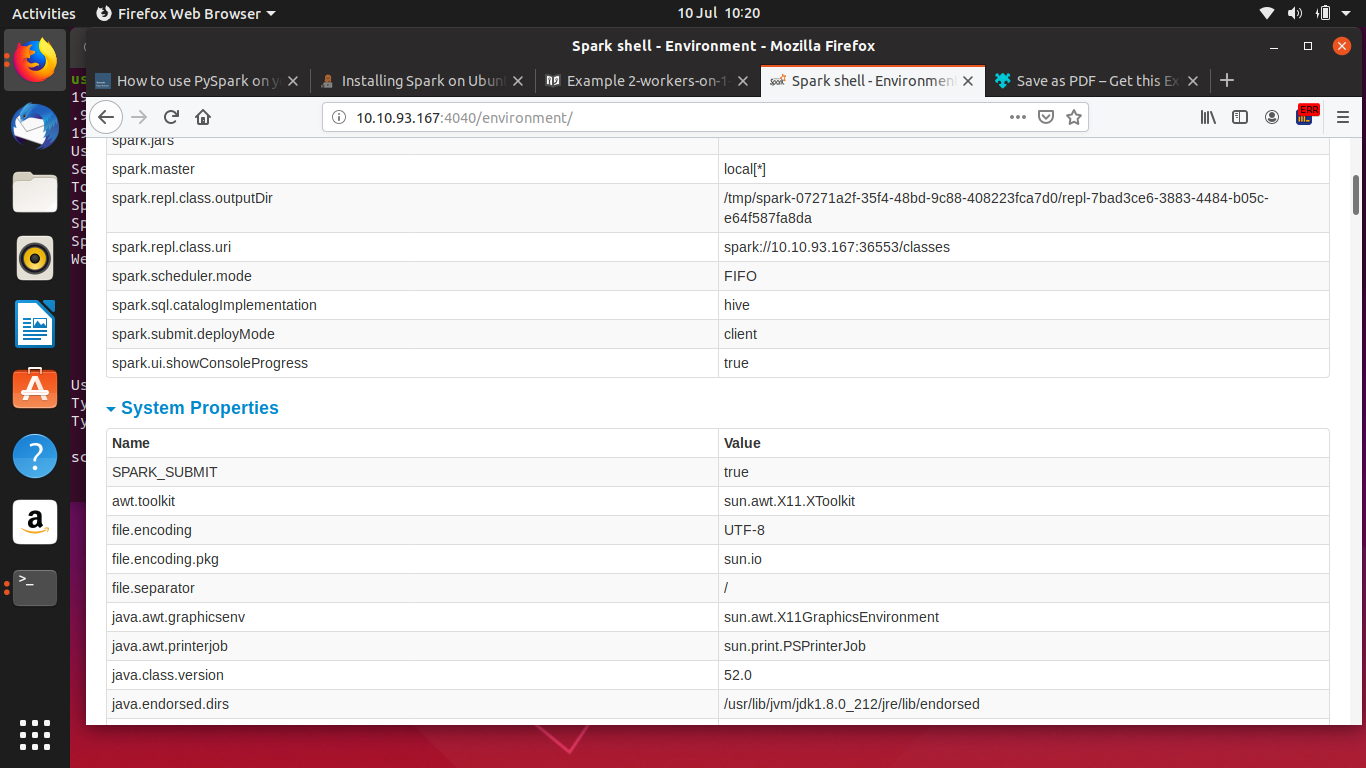 Activities
Firefox Web Browser
10 Jul 10:20
Spark shell - Environment - Mozilla Firefox
How to use PySpark on y
Installing Spark on Ubun
Example 2-workers-on-1-
Spark shell - Environment
Save as PDF – Get this Ex
10.10.93.167:4040/environment/
ERR
us
19
.9
19
Us
Se
To
Sp
Sp
Sp
We
Us
Ty
Ty
sc
spark.jars
spark.master local[*]
spark.repl.class.outputDir /tmp/spark-07271a2f-35f4-48bd-9c88-408223fca7d0/repl-7bad3ce6-3883-4484-b05c-
e64f587fa8da
spark.repl.class.uri spark://10.10.93.167:36553/classes
spark.scheduler.mode FIFO
spark.sql.catalogImplementation hive
spark.submit.deployMode client
spark.ui.showConsoleProgress true
System Properties
Name Value
SPARK_SUBMIT true
awt.toolkit sun.awt.X11.XToolkit
file.encoding UTF-8
file.encoding.pkg sun.io
file.separator /
java.awt.graphicsenv sun.awt.X11GraphicsEnvironment
java.awt.printerjob sun.print.PSPrinterJob
java.class.version 52.0
java.endorsed.dirs /usr/lib/jvm/jdk1.8.0_212/jre/lib/endorsed